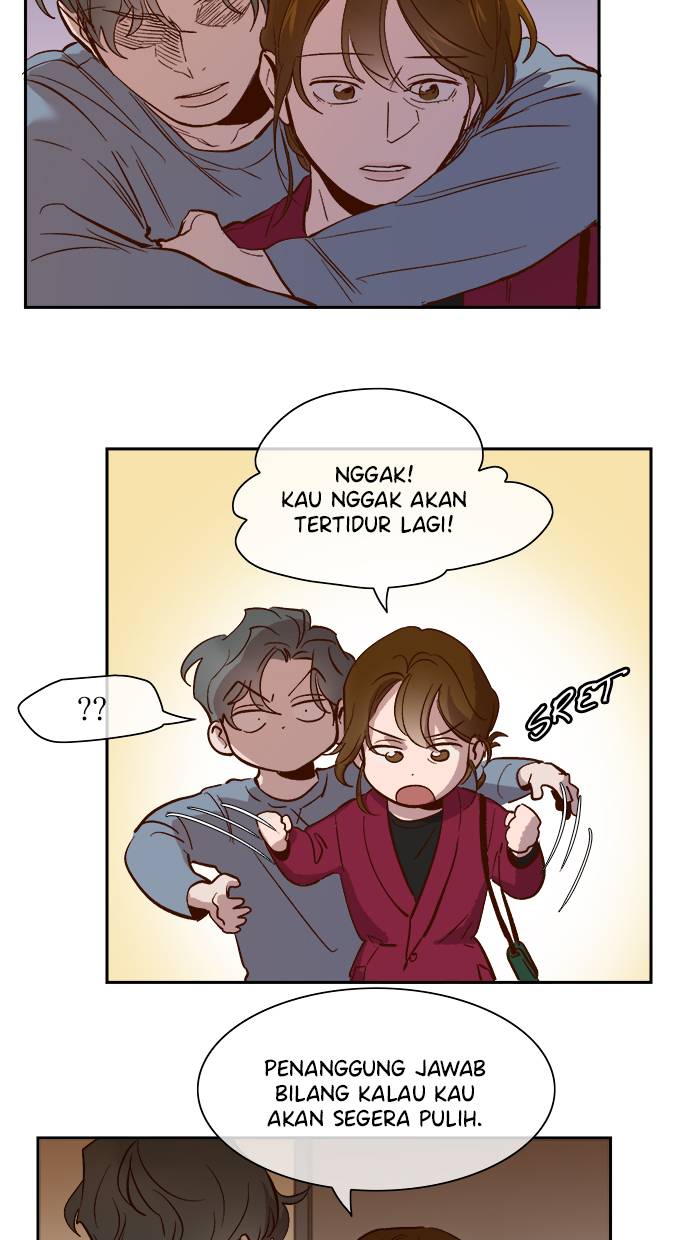 NGGAK!
KAU NGGAK AKAN
TERTIDUR LAGI!
??
SRET
PENANGGUNG JAWAB
BILANG KALAU KAU
AKAN SEGERA PULIH.